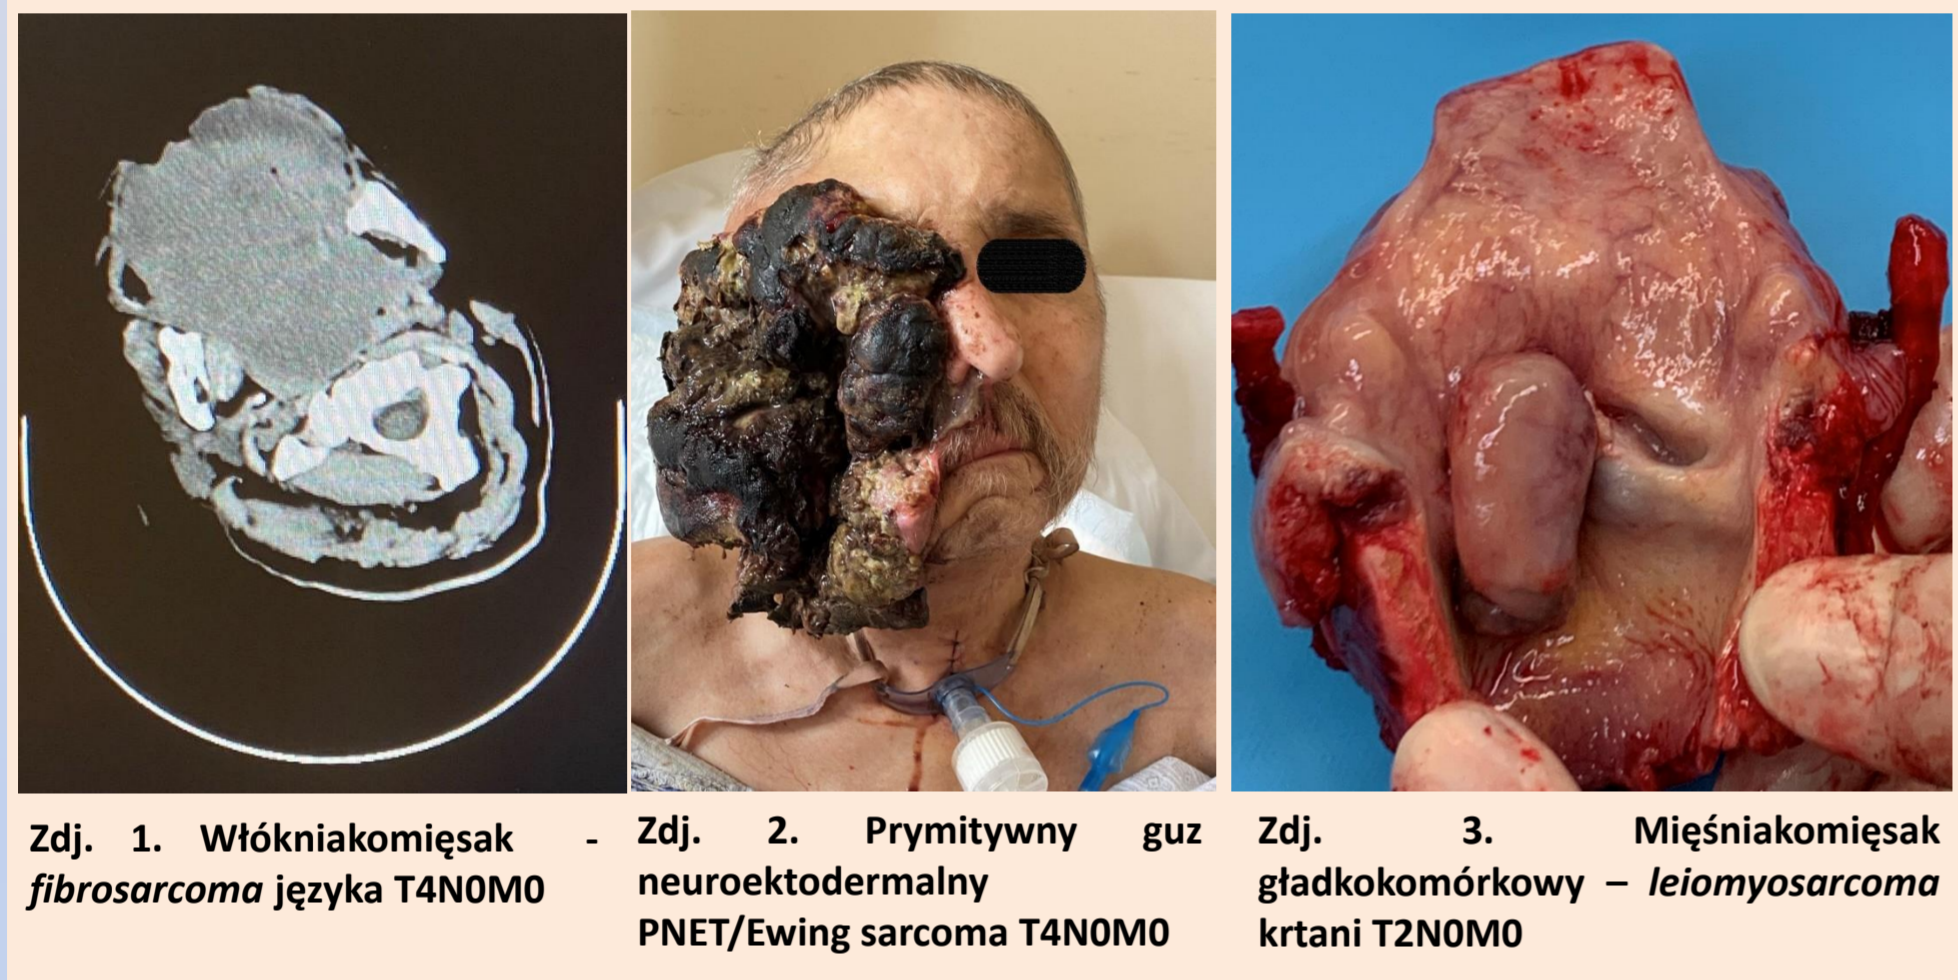 Zdj. 1. Włókniakomięsak -
fibrosarcoma języka T4N0M0
Zdj. 2. Prymitywny guz
neuroektodermalny
PNET/Ewing sarcoma T4N0M0
Zdj. 3. Mięśniakomięsak
gładkokomórkowy – leiomyosarcoma
krtani T2N0M0